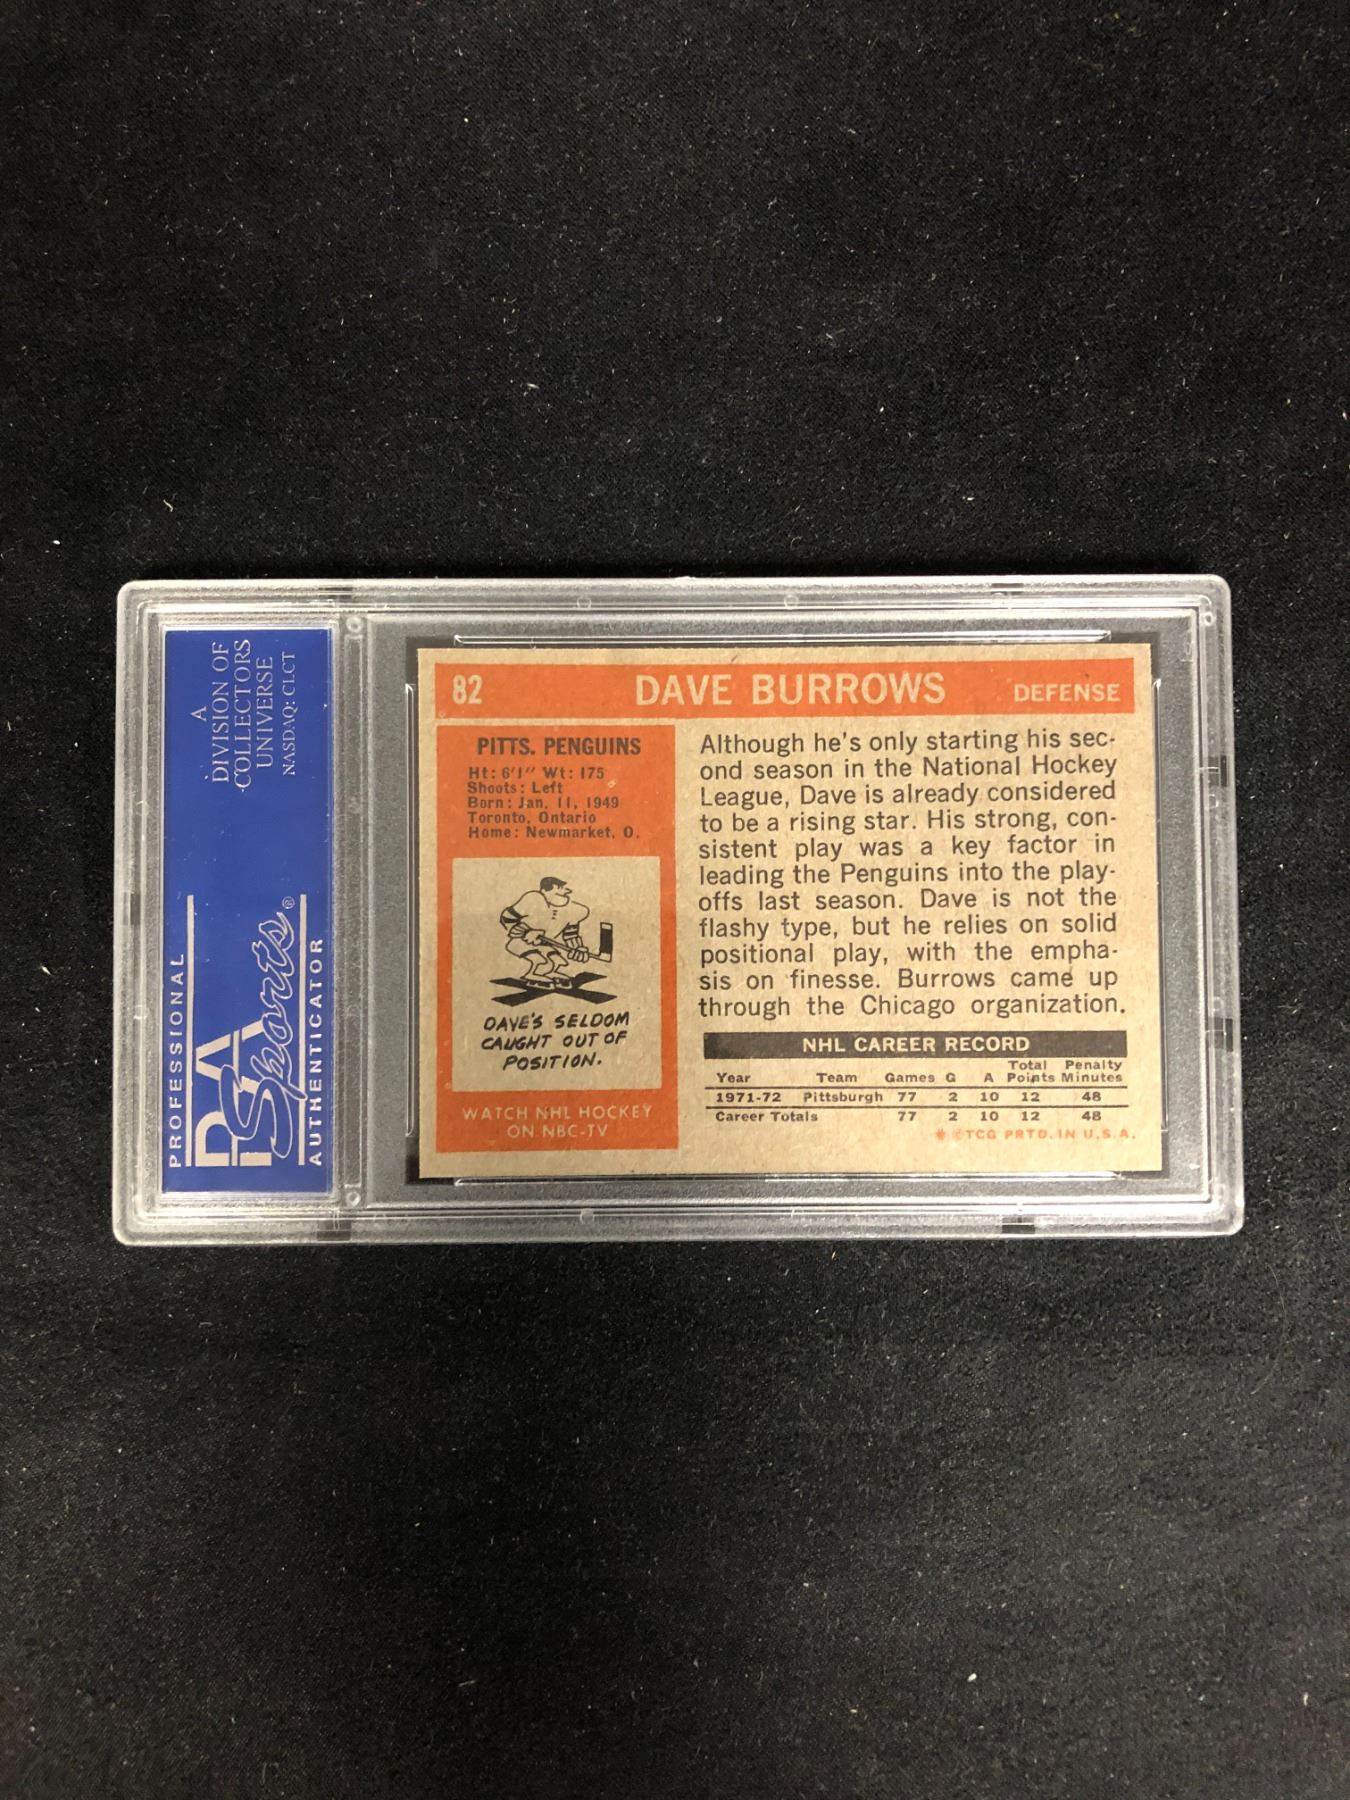 A
DIVISION OF
COLLECTORS
UNIVERSE
NASDAQ: CLCT
PROFESSIONAL
PSA
Sports®
AUTHENTICATOR
82 DAVE BURROWS DEFENSE
PITTS. PENGUINS
Ht: 6'1" Wt: 175
Shoots: Left
Born: Jan. 11, 1949
Toronto, Ontario
Home: Newmarket, O.
DAVE'S SELDOM
CAUGHT OUT OF
POSITION.
WATCH NHL HOCKEY
ON NBC-TV
Although he's only starting his sec-
ond season in the National Hockey
League, Dave is already considered
to be a rising star. His strong, con-
sistent play was a key factor in
leading the Penguins into the play-
offs last season. Dave is not the
flashy type, but he relies on solid
positional play, with the empha-
sis on finesse. Burrows came up
through the Chicago organization.
NHL CAREER RECORD
Year Team Games G A Total Points Penalty Minutes
1971-72 Pittsburgh 77 2 10 12 48
Career Totals 77 2 10 12 48
* ©TCG PRTD. IN U.S.A.